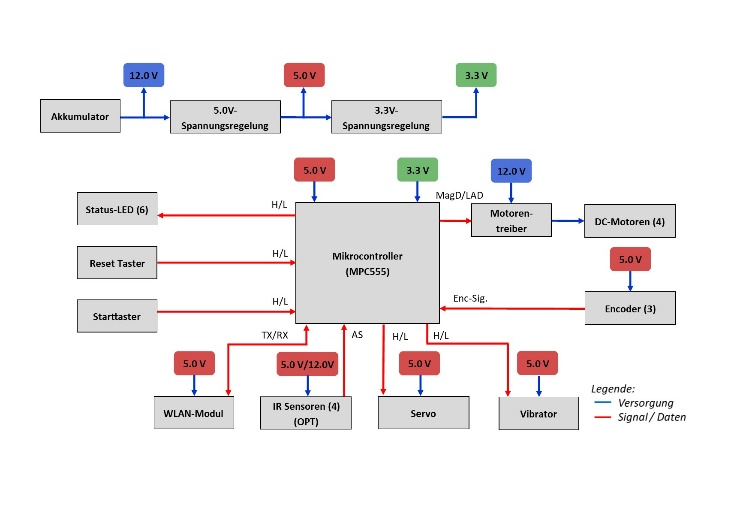 12.0 V
5.0 V
3.3 V
Akkumulator
5.0V-
Spannungsregelung
3.3V-
Spannungsregelung
5.0 V
3.3 V
12.0 V
MagD/LAD
Status-LED (6)
H/L
Motoren-
treiber
DC-Motoren (4)
Reset Taster
H/L
Mikrocontroller
(MPC555)
5.0 V
Starttaster
H/L
Enc-Sig.
Encoder (3)
TX/RX
AS
H/L
H/L
5.0 V
5.0 V/12.0V
5.0 V
5.0 V
WLAN-Modul
IR Sensoren (4)
(OPT)
Servo
Vibrator
Legende:
Versorgung
Signal / Daten